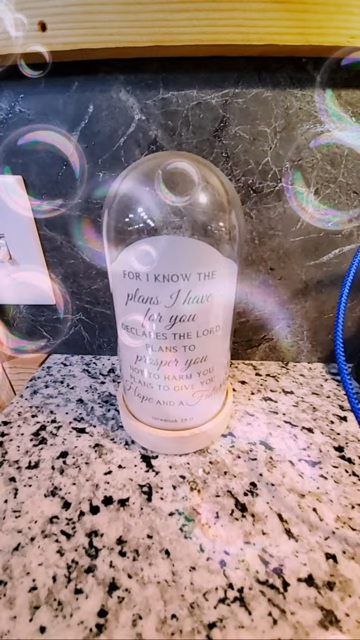 FOR I KNOW THE
plans I have
for you
DECLARES THE LORD
PLANS TO
prosper you
NOT TO HARM YOU
PLANS TO GIVE YOU
Hope AND A Future